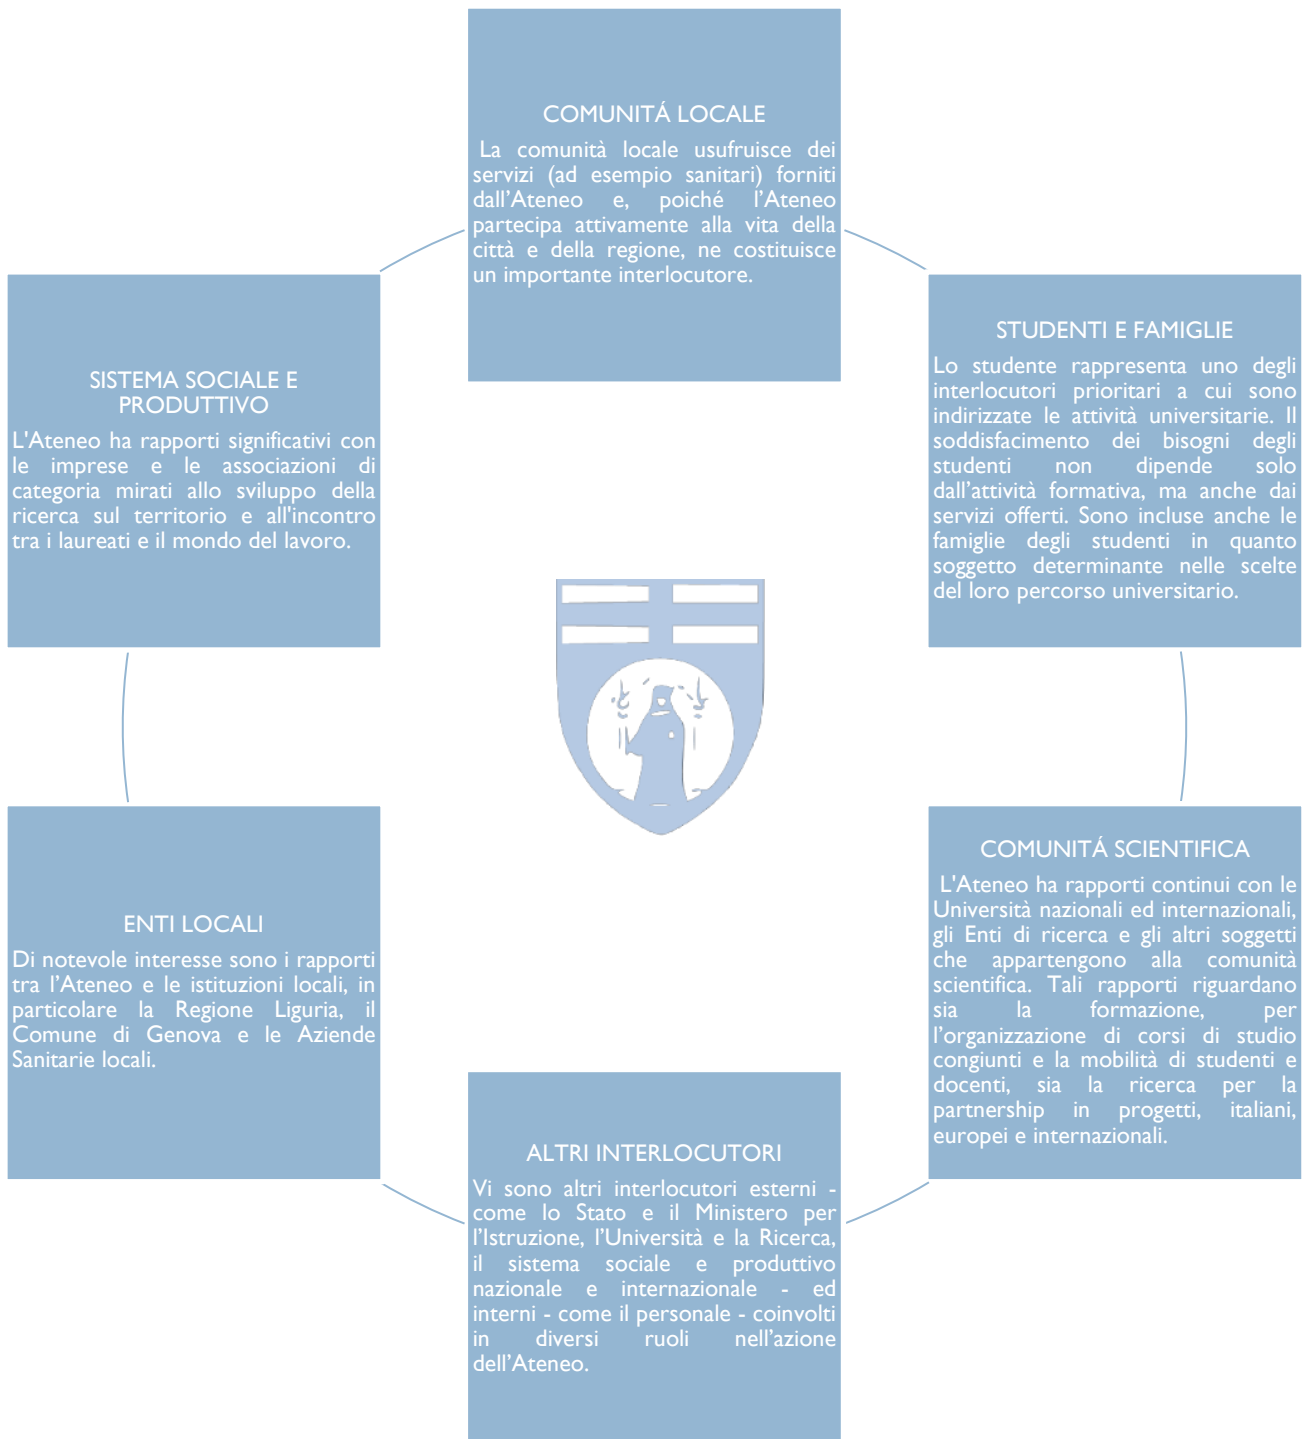 COMUNITÁ LOCALE
La comunità locale usufruisce dei
servizi (ad esempio sanitari) forniti
dall'Ateneo e, poiché l'Ateneo
partecipa attivamente alla vita della
città e della regione, ne costituisce
un importante interlocutore.
STUDENTI E FAMIGLIE
Lo studente rappresenta uno degli
interlocutori prioritari a cui sono
indirizzate le attività universitarie. Il
soddisfacimento dei bisogni degli
studenti non dipende solo
dall'attività formativa, ma anche dai
servizi offerti. Sono incluse anche le
famiglie degli studenti in quanto
soggetto determinante nelle scelte
del loro percorso universitario.
COMUNITÁ SCIENTIFICA
L'Ateneo ha rapporti continui con le
Università nazionali ed internazionali,
gli Enti di ricerca e gli altri soggetti
che appartengono alla comunità
scientifica. Tali rapporti riguardano
sia la formazione, per
l'organizzazione di corsi di studio
congiunti e la mobilità di studenti e
docenti, sia la ricerca per la
partnership in progetti, italiani,
europei e internazionali.
ALTRI INTERLOCUTORI
Vi sono altri interlocutori esterni -
come lo Stato e il Ministero per
l'Istruzione, l'Università e la Ricerca,
il sistema sociale e produttivo
nazionale e internazionale - ed
interni - come il personale - coinvolti
in diversi ruoli nell'azione
dell'Ateneo.
ENTI LOCALI
Di notevole interesse sono i rapporti
tra l'Ateneo e le istituzioni locali, in
particolare la Regione Liguria, il
Comune di Genova e le Aziende
Sanitarie locali.
SISTEMA SOCIALE E
PRODUTTIVO
L'Ateneo ha rapporti significativi con
le imprese e le associazioni di
categoria mirati allo sviluppo della
ricerca sul territorio e all'incontro
tra i laureati e il mondo del lavoro.